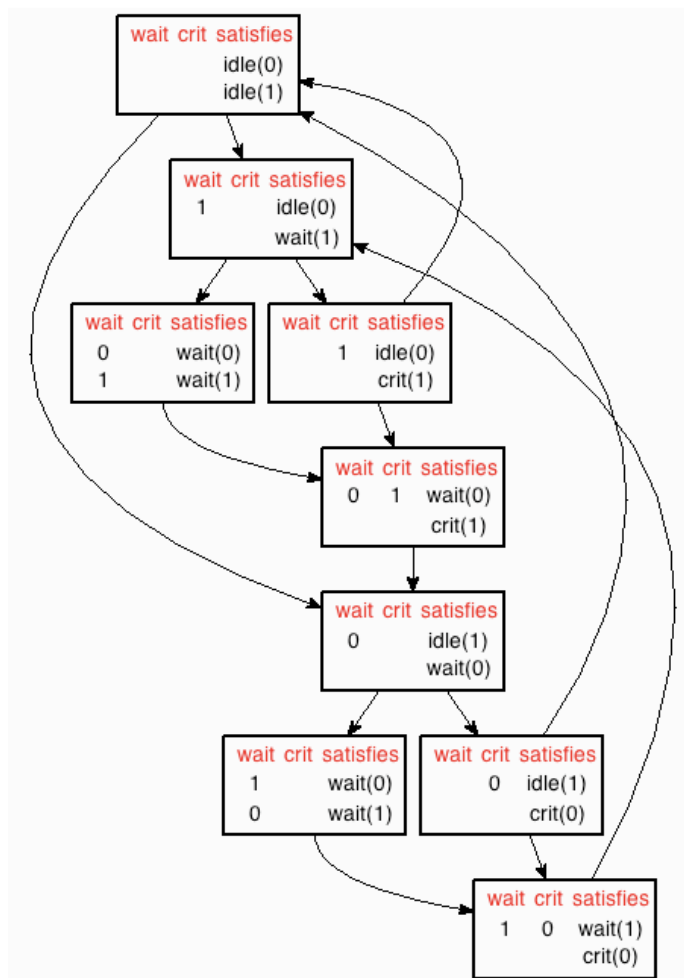 wait crit satisfies
idle(0)
idle(1)
wait crit satisfies
1 idle(0)
wait(1)
wait crit satisfies
0 wait(0)
1 wait(1)
wait crit satisfies
1 idle(0)
crit(1)
wait crit satisfies
0 1 wait(0)
crit(1)
wait crit satisfies
0 idle(1)
wait(0)
wait crit satisfies
1 wait(0)
0 wait(1)
wait crit satisfies
0 idle(1)
crit(0)
wait crit satisfies
1 0 wait(1)
crit(0)